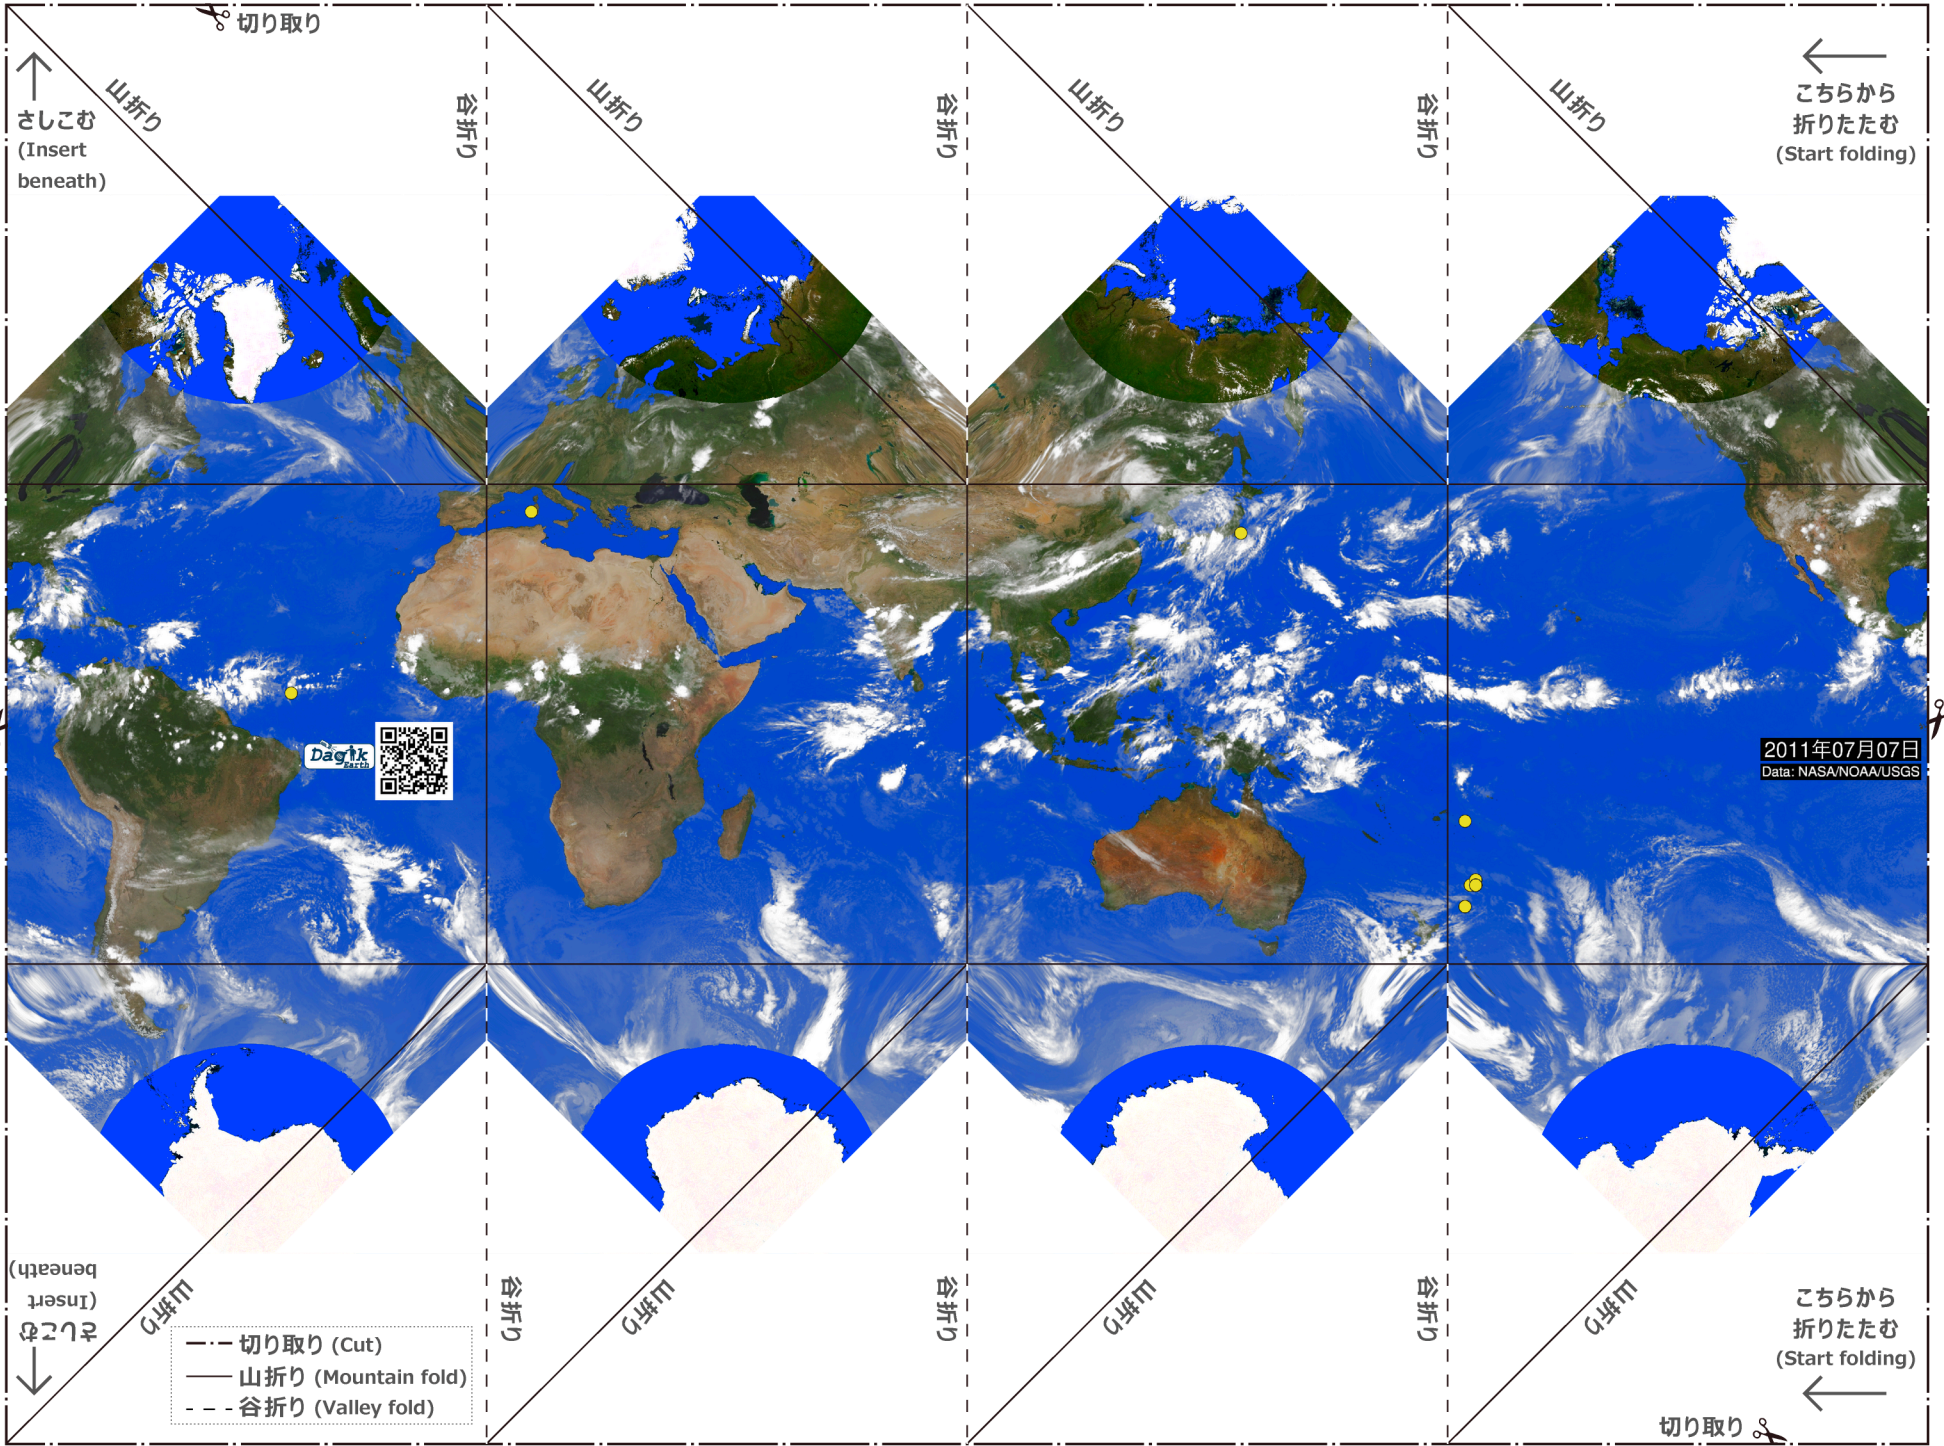 切り取り
さしこむ
(Insert
beneath)
山折り
谷折り
山折り
谷折り
山折り
谷折り
山折り
こちらから
折りたたむ
(Start folding)
Dagik
Earth
2011年07月07日
Data: NASA/NOAA/USGS
さしこむ
(Insert
beneath)
山折り
谷折り
山折り
谷折り
山折り
谷折り
山折り
こちらから
折りたたむ
(Start folding)
切り取り (Cut)
山折り (Mountain fold)
谷折り (Valley fold)
切り取り